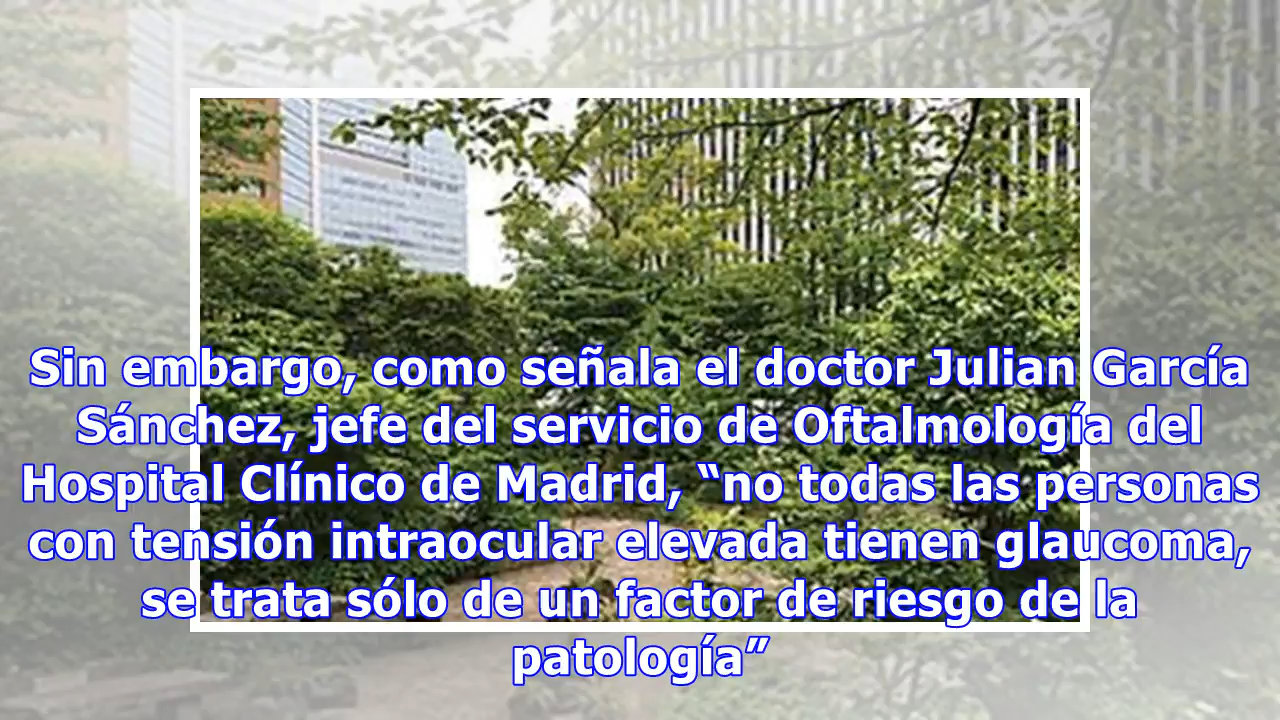 Sin embargo, como señala el doctor Julian García
Sánchez, jefe del servicio de Oftalmología del
Hospital Clínico de Madrid, “no todas las personas
con tensión intraocular elevada tienen glaucoma,
se trata sólo de un factor de riesgo de la
patología”